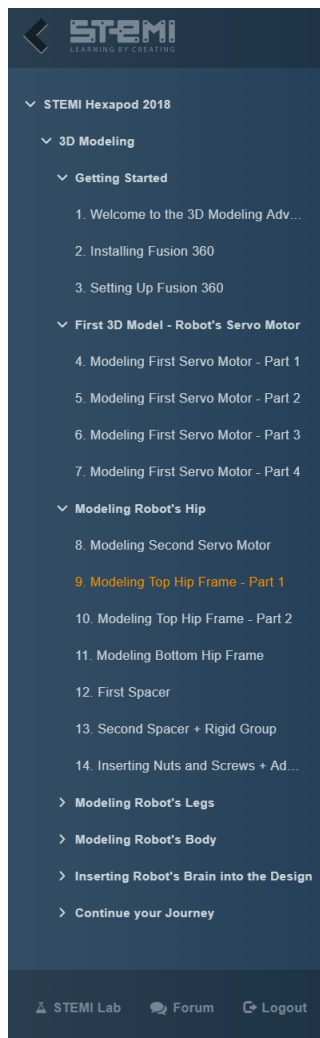 STEMI
LEARNING BY CREATING
STEMI Hexapod 2018
3D Modeling
Getting Started
1. Welcome to the 3D Modeling Adv...
2. Installing Fusion 360
3. Setting Up Fusion 360
First 3D Model - Robot's Servo Motor
4. Modeling First Servo Motor - Part 1
5. Modeling First Servo Motor - Part 2
6. Modeling First Servo Motor - Part 3
7. Modeling First Servo Motor - Part 4
Modeling Robot's Hip
8. Modeling Second Servo Motor
9. Modeling Top Hip Frame - Part 1
10. Modeling Top Hip Frame - Part 2
11. Modeling Bottom Hip Frame
12. First Spacer
13. Second Spacer + Rigid Group
14. Inserting Nuts and Screws + Ad...
Modeling Robot's Legs
Modeling Robot's Body
Inserting Robot's Brain into the Design
Continue your Journey
STEMI Lab Forum Logout